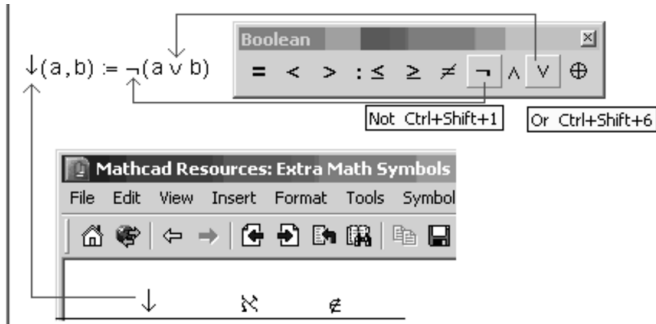 Boolean
↓(a,b) := ¬(a ∨ b)
= < > : ≤ ≥ ≠ ¬ ∧ ∨ ⊕
Not Ctrl+Shift+1
Or Ctrl+Shift+6
Mathcad Resources: Extra Math Symbols
File Edit View Insert Format Tools Symbol
↓ ℵ ∉